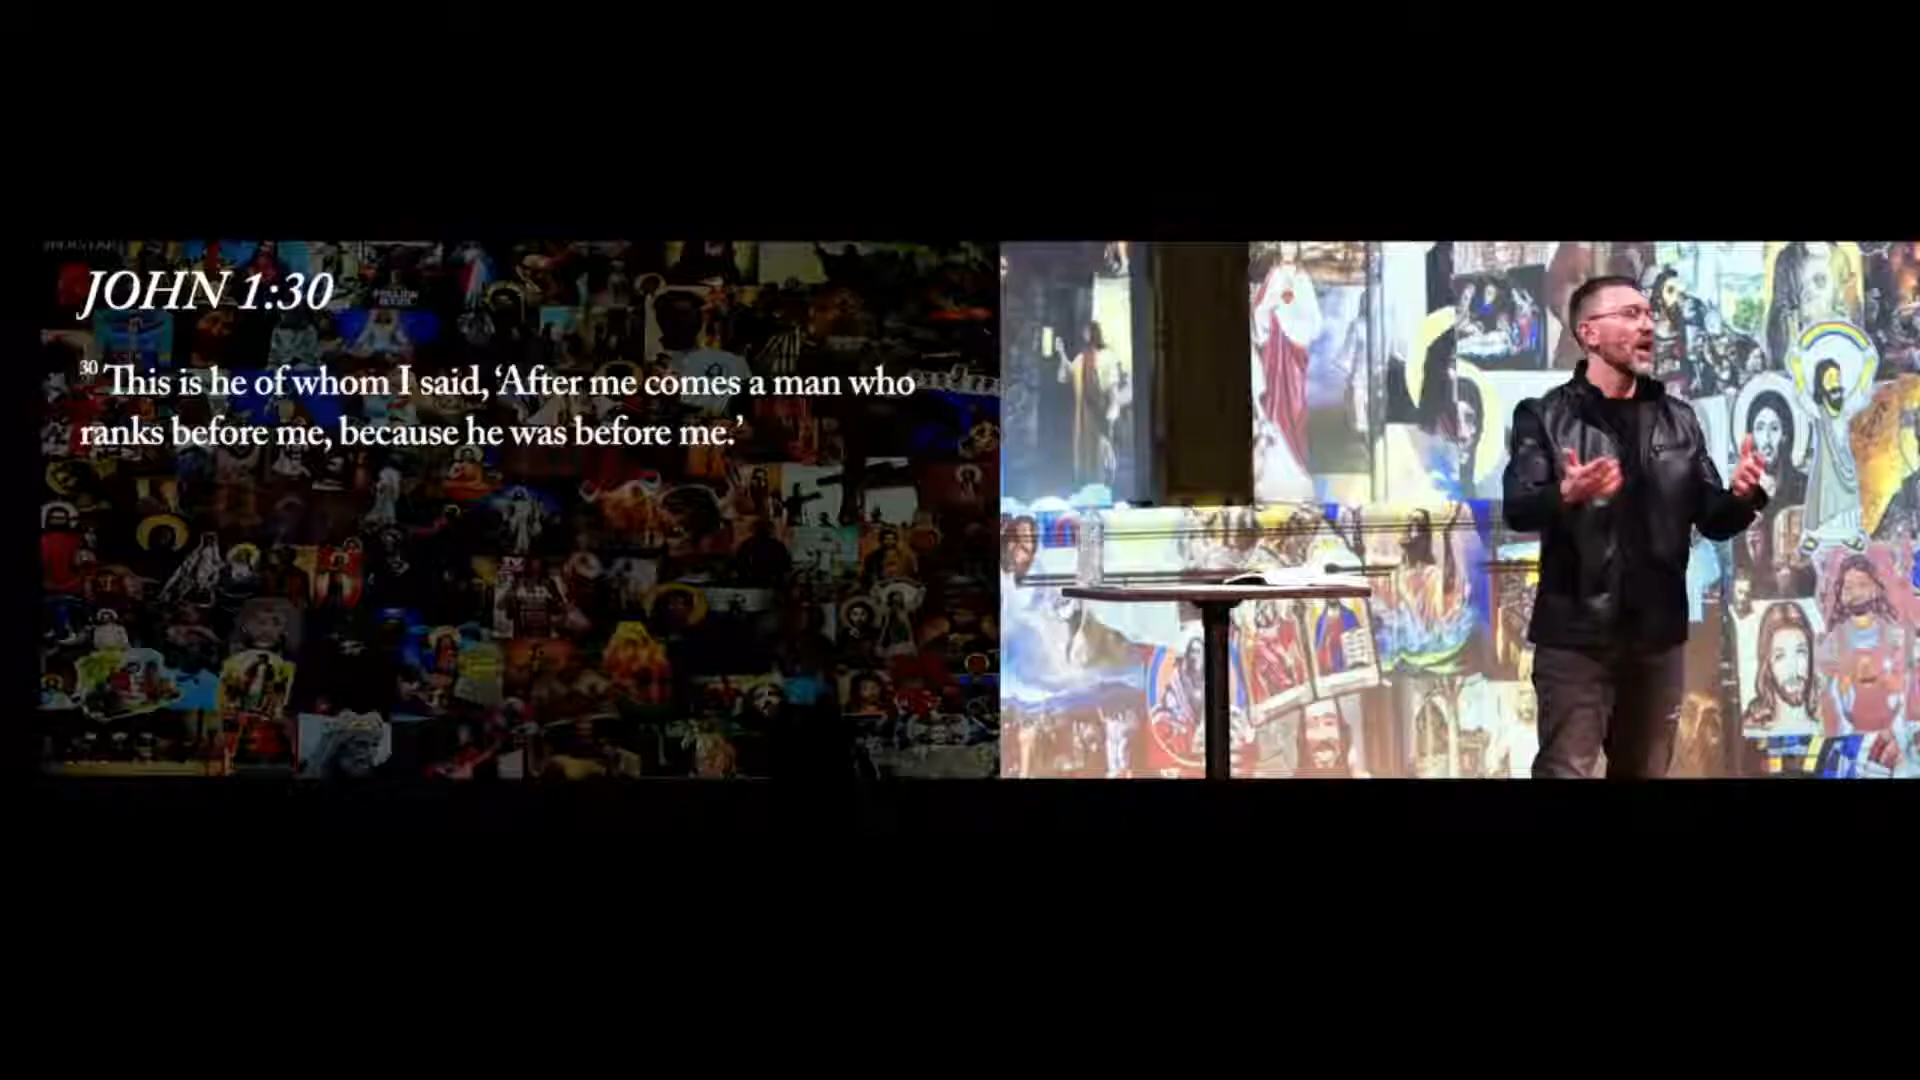 JOHN 1:30
30 This is he of whom I said, ‘After me comes a man who
ranks before me, because he was before me.’